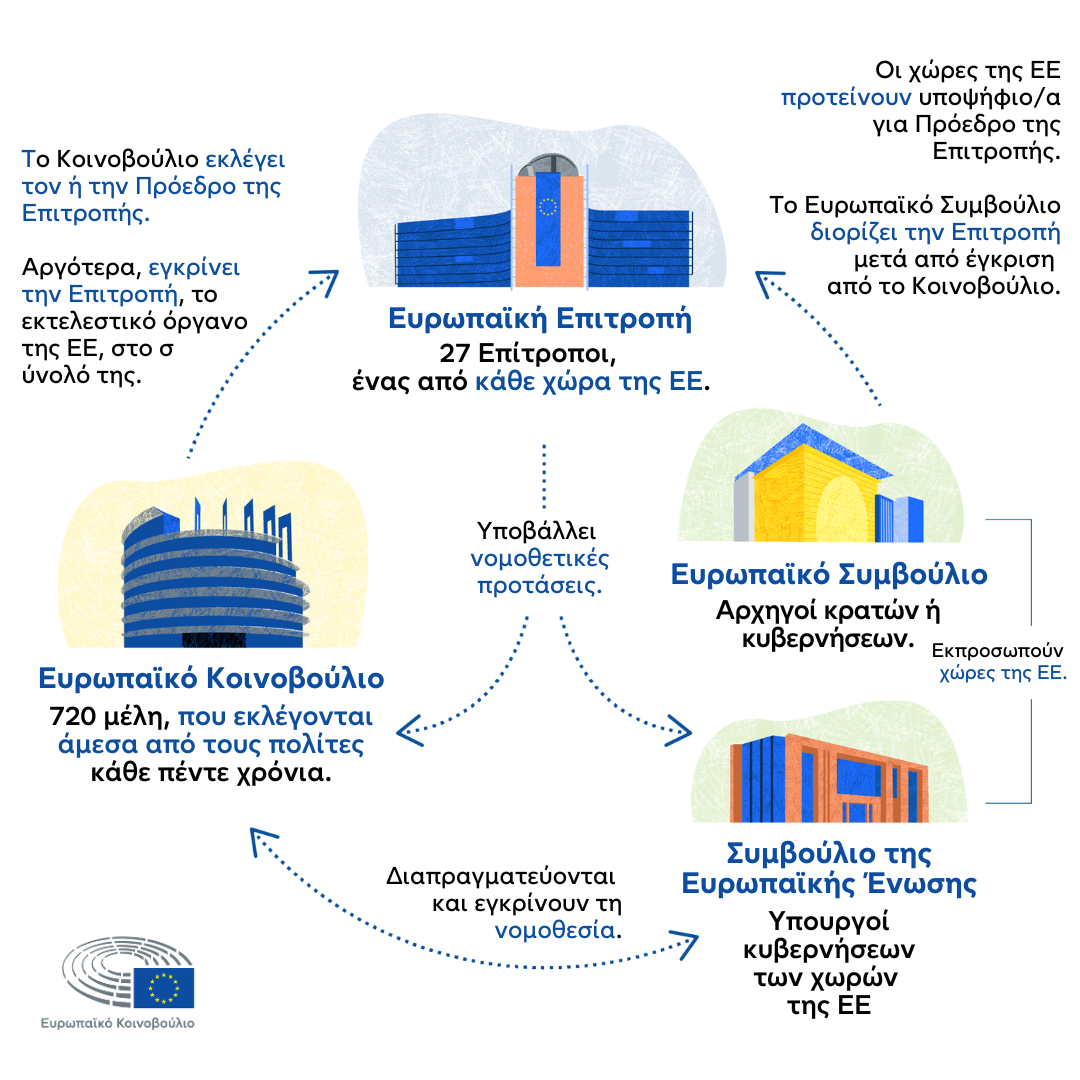 Οι χώρες της ΕΕ
προτείνουν υποψήφιο/α
για Πρόεδρο της
Επιτροπής.
Το Ευρωπαϊκό Συμβούλιο
διορίζει την Επιτροπή
μετά από έγκριση
από το Κοινοβούλιο.
Το Κοινοβούλιο εκλέγει
τον ή την Πρόεδρο της
Επιτροπής.
Αργότερα, εγκρίνει
την Επιτροπή, το
εκτελεστικό όργανο
της ΕΕ, στο σ
ύνολό της.
Ευρωπαϊκή Επιτροπή
27 Επίτροποι,
ένας από κάθε χώρα της ΕΕ.
Υποβάλλει
νομοθετικές
προτάσεις.
Ευρωπαϊκό Συμβούλιο
Αρχηγοί κρατών ή
κυβερνήσεων.
Εκπροσωπούν
χώρες της ΕΕ.
Ευρωπαϊκό Κοινοβούλιο
720 μέλη, που εκλέγονται
άμεσα από τους πολίτες
κάθε πέντε χρόνια.
Συμβούλιο της
Ευρωπαϊκής Ένωσης
Υπουργοί
κυβερνήσεων
των χωρών
της ΕΕ
Διαπραγματεύονται
και εγκρίνουν τη
νομοθεσία.
Ευρωπαϊκό Κοινοβούλιο